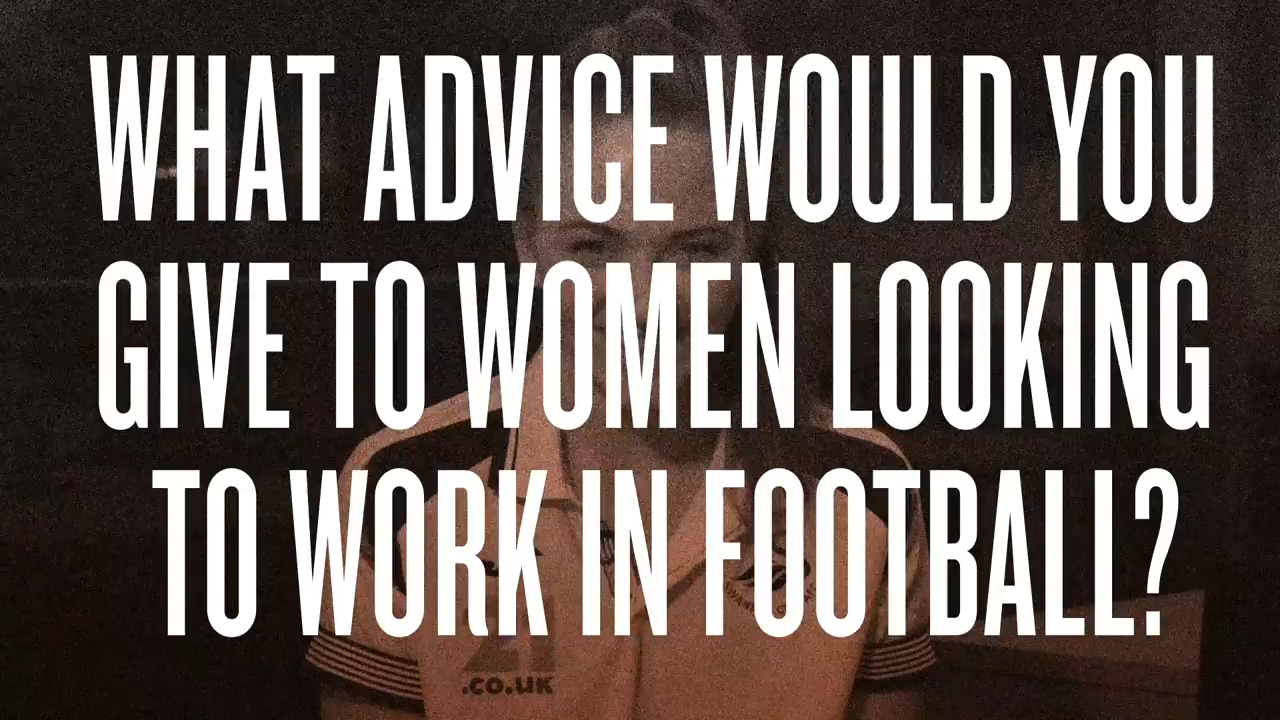 WHAT ADVICE WOULD YOU
GIVE TO WOMEN LOOKING
TO WORK IN FOOTBALL?
.co.uk